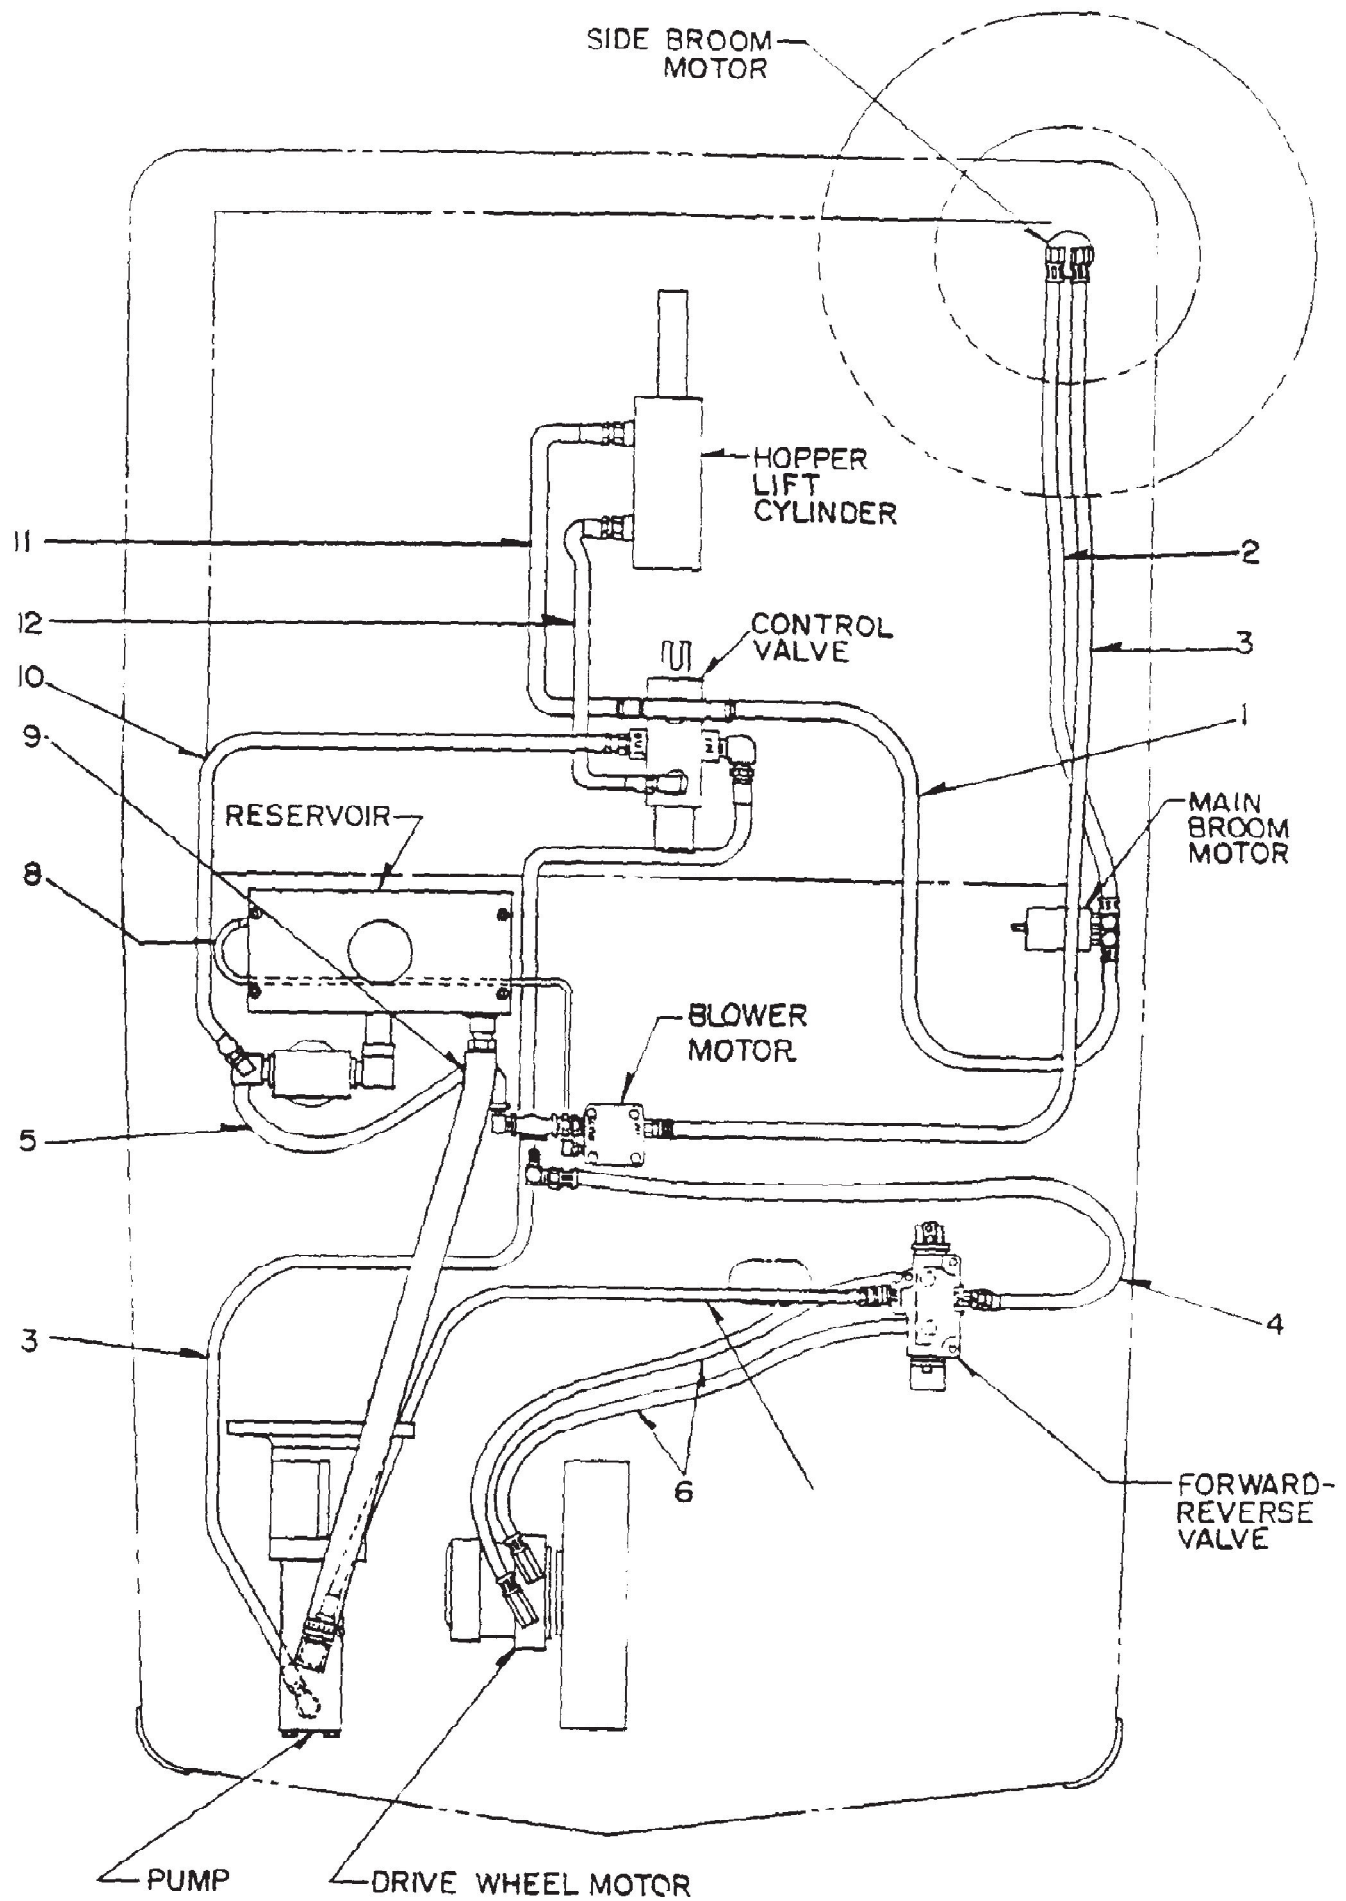 SIDE BROOM
MOTOR
HOPPER
LIFT
CYLINDER
11
2
12
CONTROL
VALVE
3
10
1
9
MAIN
BROOM
MOTOR
RESERVOIR
8
BLOWER
MOTOR
5
4
3
6
FORWARD-
REVERSE
VALVE
PUMP
DRIVE WHEEL MOTOR